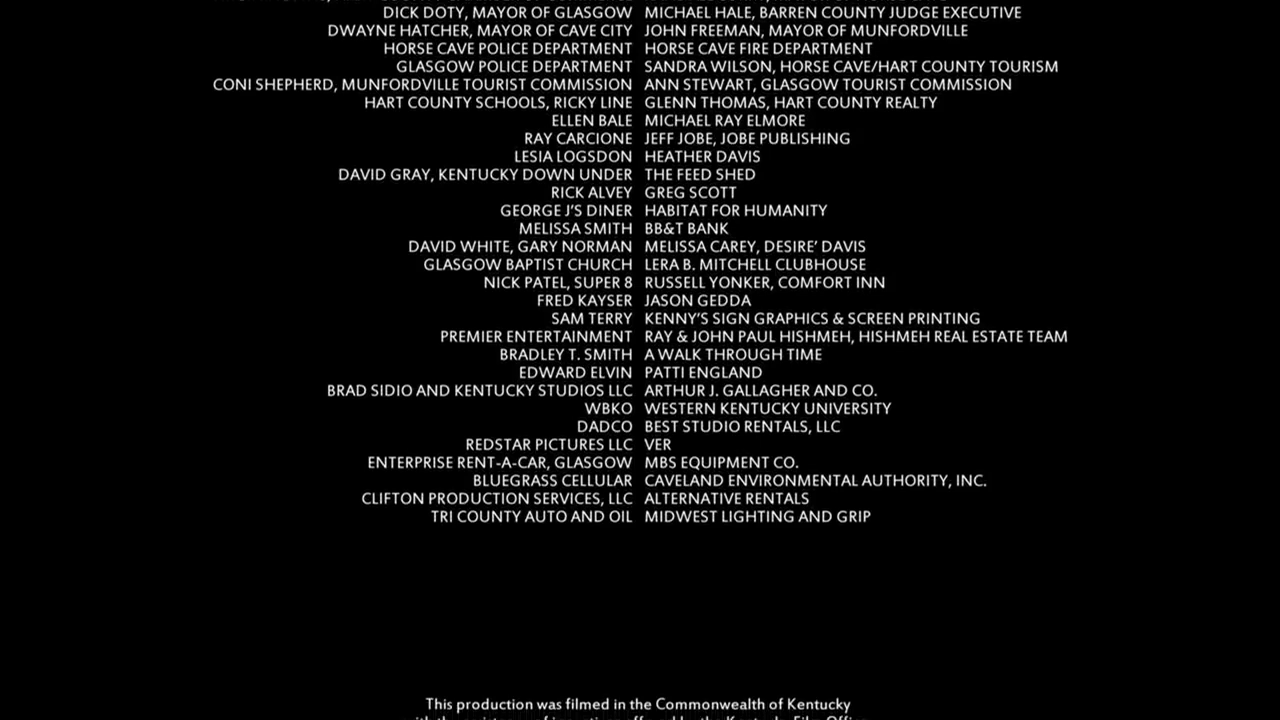 DICK DOTY, MAYOR OF GLASGOW MICHAEL HALE, BARREN COUNTY JUDGE EXECUTIVE
DWAYNE HATCHER, MAYOR OF CAVE CITY JOHN FREEMAN, MAYOR OF MUNFORDVILLE
HORSE CAVE POLICE DEPARTMENT HORSE CAVE FIRE DEPARTMENT
GLASGOW POLICE DEPARTMENT SANDRA WILSON, HORSE CAVE/HART COUNTY TOURISM
CONI SHEPHERD, MUNFORDVILLE TOURIST COMMISSION ANN STEWART, GLASGOW TOURIST COMMISSION
HART COUNTY SCHOOLS, RICKY LINE GLENN THOMAS, HART COUNTY REALTY
ELLEN BALE MICHAEL RAY ELMORE
RAY CARCIONE JEFF JOBE, JOBE PUBLISHING
LESIA LOGSDON HEATHER DAVIS
DAVID GRAY, KENTUCKY DOWN UNDER THE FEED SHED
RICK ALVEY GREG SCOTT
GEORGE J'S DINER HABITAT FOR HUMANITY
MELISSA SMITH BB&T BANK
DAVID WHITE, GARY NORMAN MELISSA CAREY, DESIRE' DAVIS
GLASGOW BAPTIST CHURCH LERA B. MITCHELL CLUBHOUSE
NICK PATEL, SUPER 8 RUSSELL YONKER, COMFORT INN
FRED KAYSER JASON GEDDA
SAM TERRY KENNY'S SIGN GRAPHICS & SCREEN PRINTING
PREMIER ENTERTAINMENT RAY & JOHN PAUL HISHMEH, HISHMEH REAL ESTATE TEAM
BRADLEY T. SMITH A WALK THROUGH TIME
EDWARD ELVIN PATTI ENGLAND
BRAD SIDIO AND KENTUCKY STUDIOS LLC ARTHUR J. GALLAGHER AND CO.
WBKO WESTERN KENTUCKY UNIVERSITY
DADCO BEST STUDIO RENTALS, LLC
REDSTAR PICTURES LLC VER
ENTERPRISE RENT-A-CAR, GLASGOW MBS EQUIPMENT CO.
BLUEGRASS CELLULAR CAVELAND ENVIRONMENTAL AUTHORITY, INC.
CLIFTON PRODUCTION SERVICES, LLC ALTERNATIVE RENTALS
TRI COUNTY AUTO AND OIL MIDWEST LIGHTING AND GRIP
This production was filmed in the Commonwealth of Kentucky